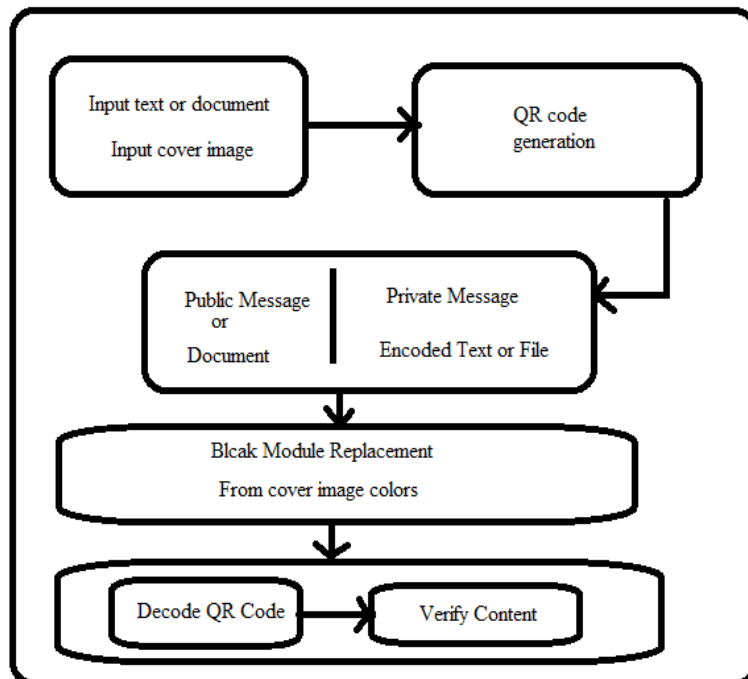 Input text or document
Input cover image
QR code
generation
Public Message
or
Document
Private Message
Encoded Text or File
Blcak Module Replacement
From cover image colors
Decode QR Code
Verify Content